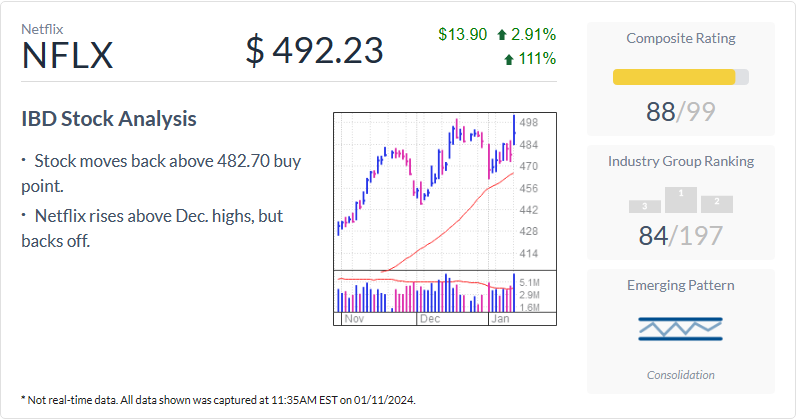 Netflix
NFLX
$ 492.23
$13.90 2.91%
111%
IBD Stock Analysis
· Stock moves back above 482.70 buy
point.
· Netflix rises above Dec. highs, but
backs off.
498
484
470
456
442
428
414
5.1M
2.9M
1.6M
Nov
Dec
Jan
Composite Rating
88/99
Industry Group Ranking
3
1
2
84/197
Emerging Pattern
Consolidation
* Not real-time data. All data shown was captured at 11:35AM EST on 01/11/2024.